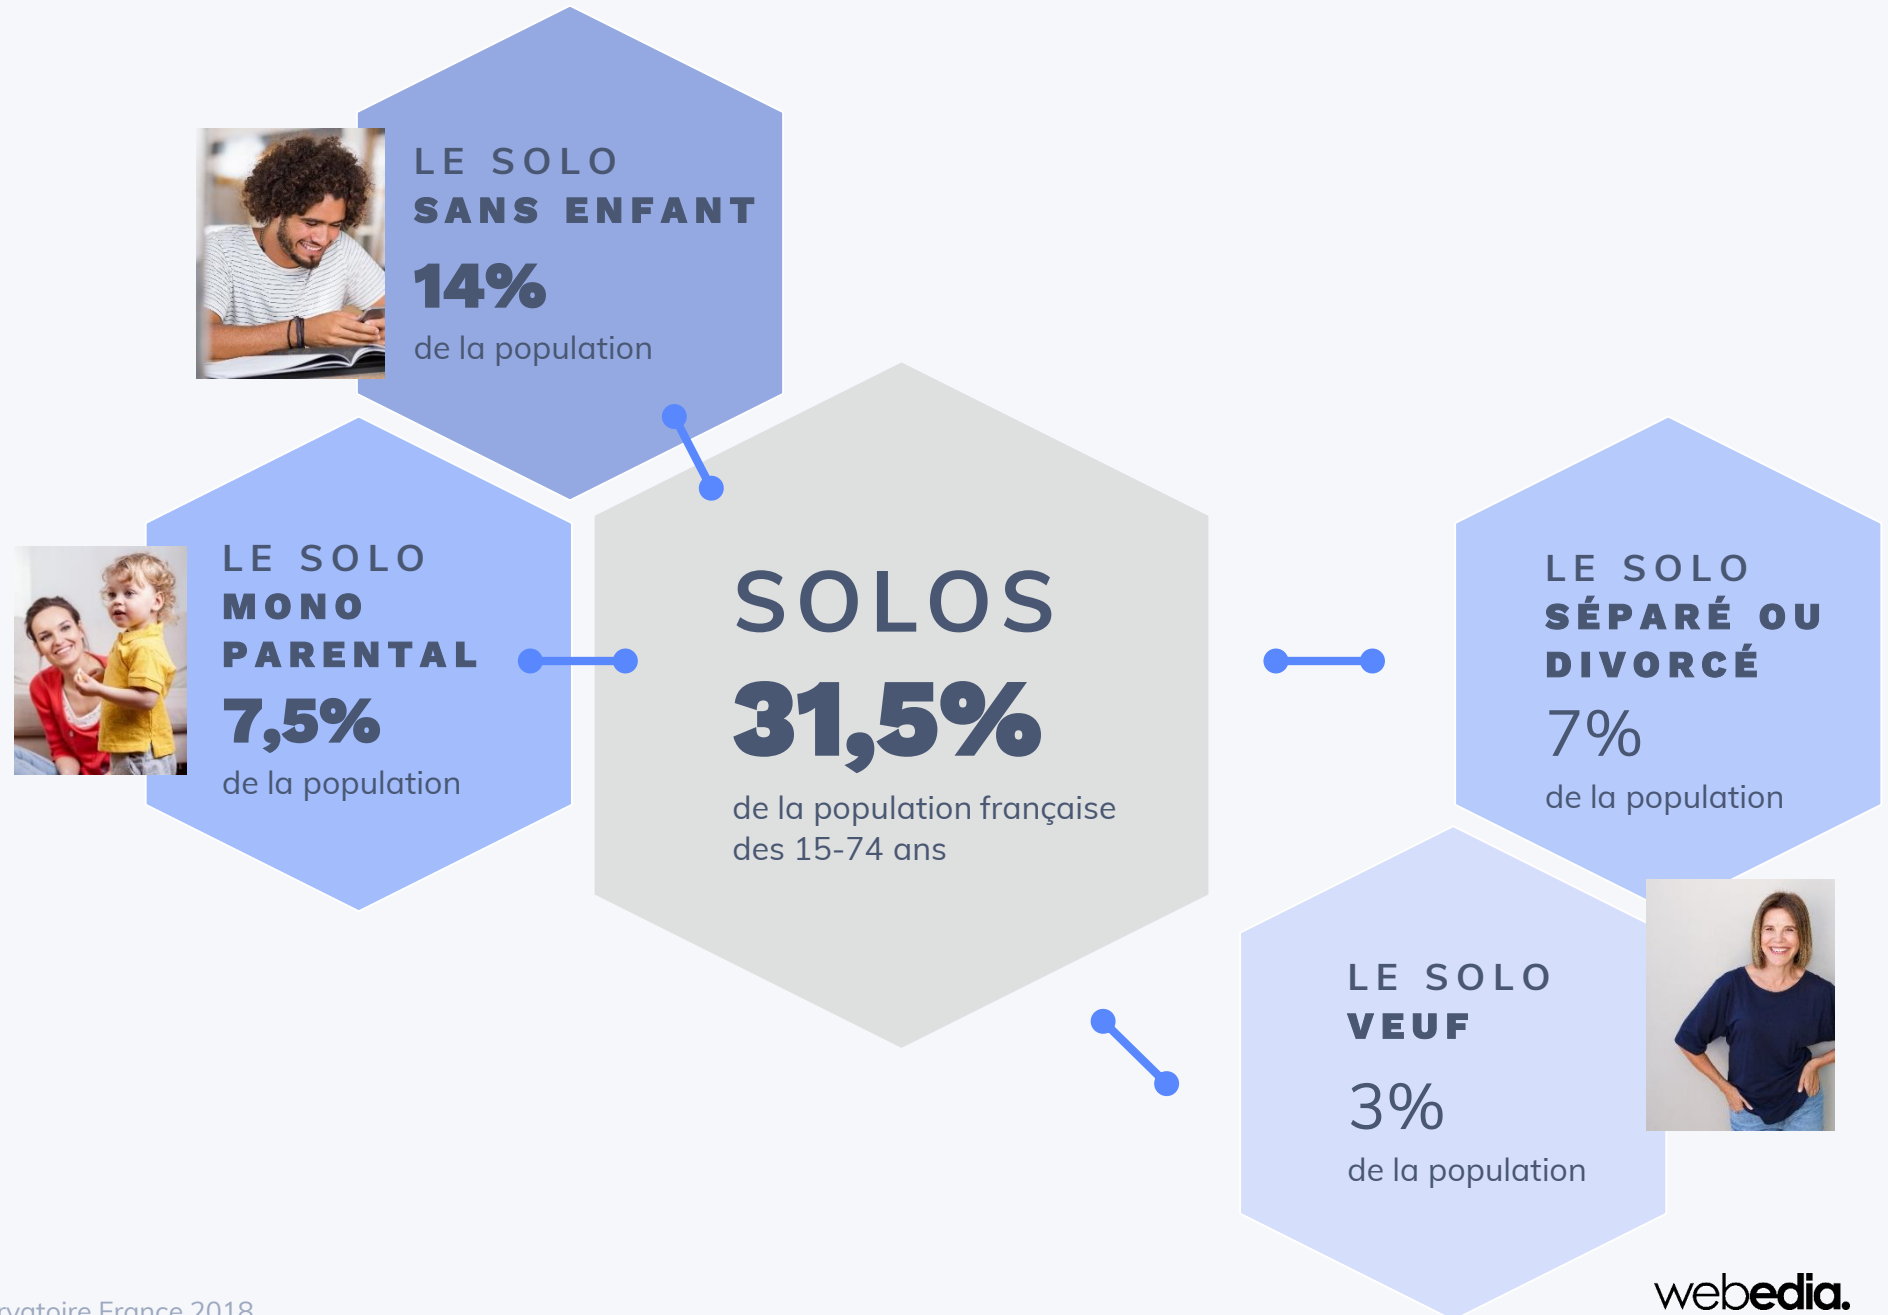 LE SOLO
SANS ENFANT
14%
de la population
LE SOLO
MONO
PARENTAL
7,5%
de la population
SOLOS
31,5%
de la population française
des 15-74 ans
LE SOLO
SÉPARÉ OU
DIVORCÉ
7%
de la population
LE SOLO
VEUF
3%
de la population
France 2018
webedia.